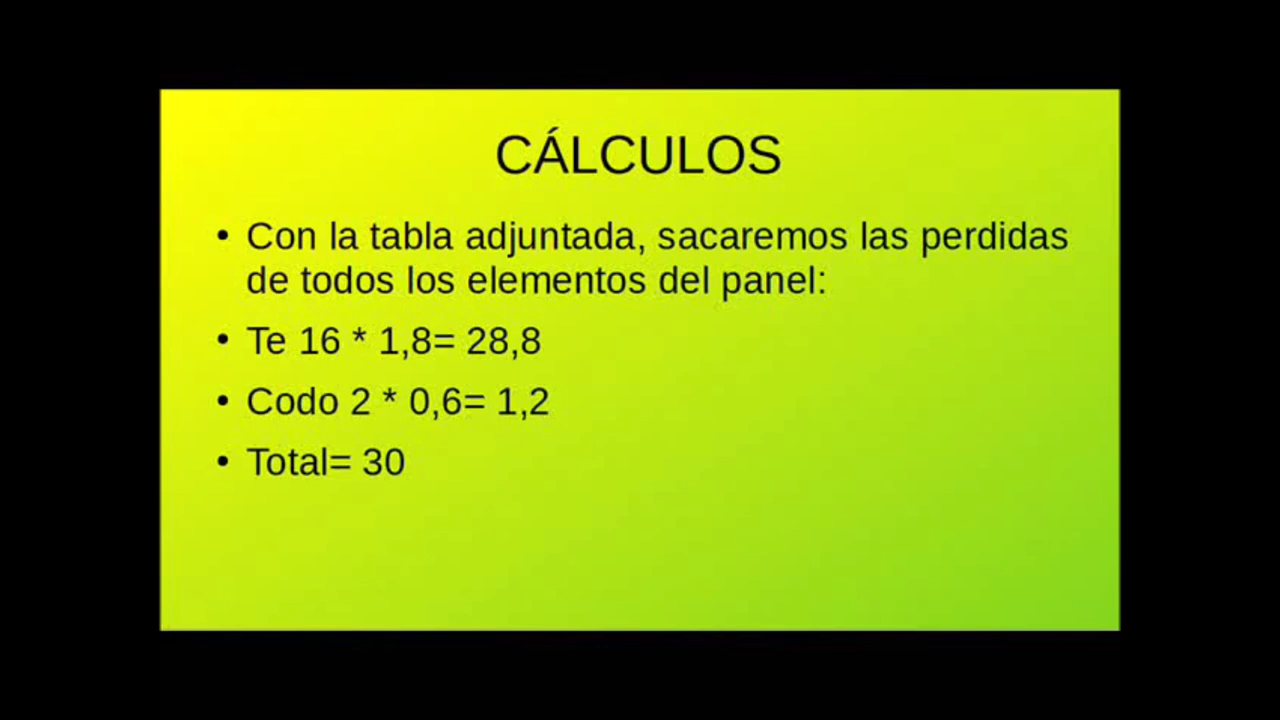 CÁLCULOS
• Con la tabla adjuntada, sacaremos las perdidas
de todos los elementos del panel:
• Te 16 * 1,8= 28,8
• Codo 2 * 0,6= 1,2
• Total= 30